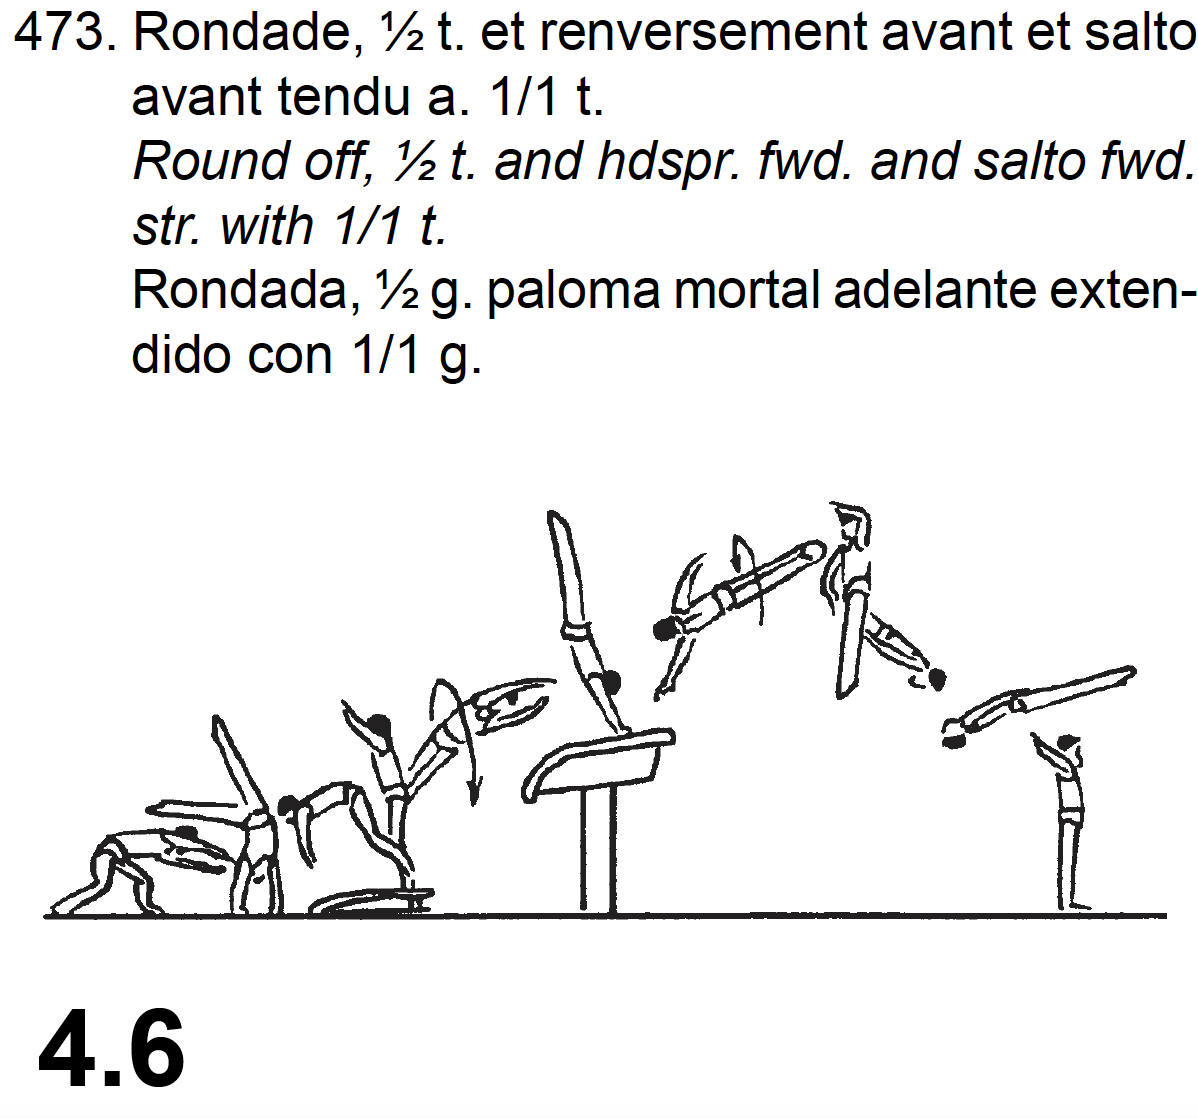 473. Rondade, ½ t. et renversement avant et salto
avant tendu a. 1/1 t.
Round off, ½ t. and hdspr. fwd. and salto fwd.
str. with 1/1 t.
Rondada, ½ g. paloma mortal adelante exten-
dido con 1/1 g.
4.6